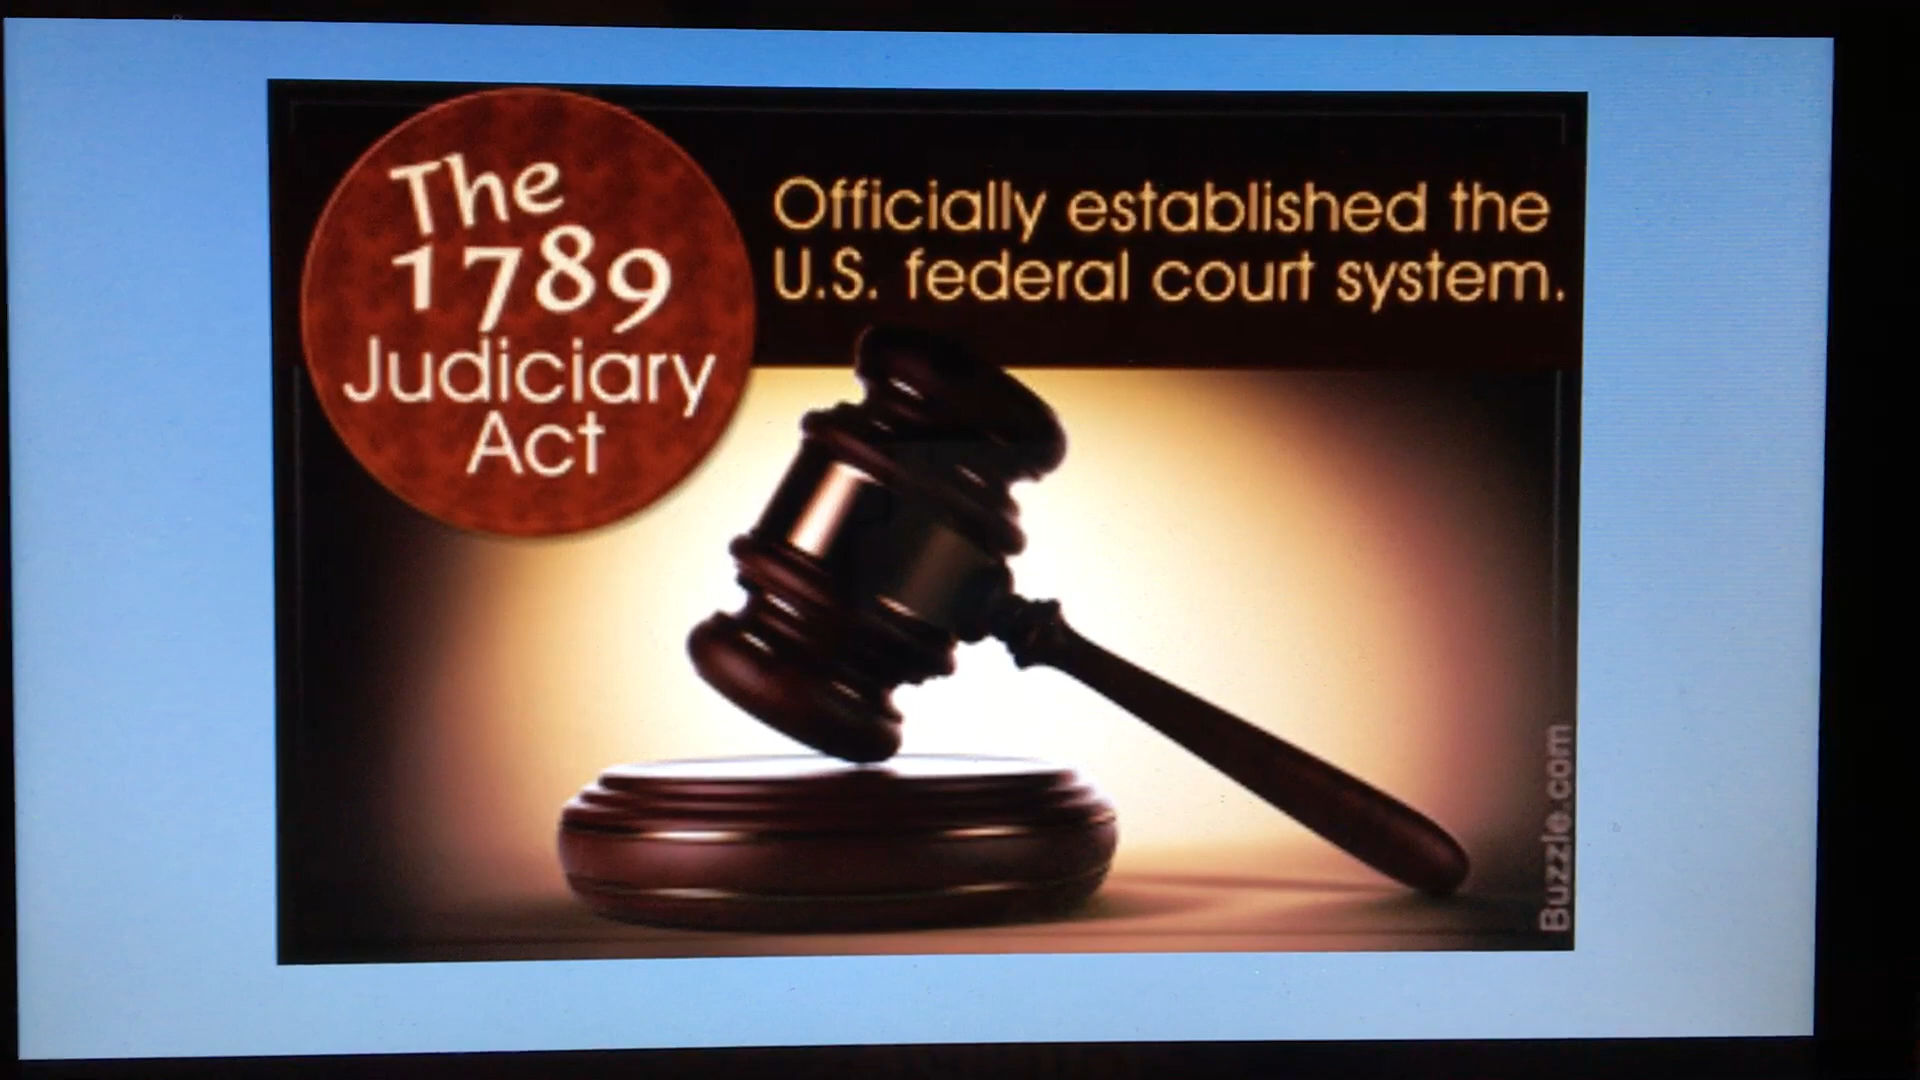 The
1789
Judiciary
Act
Officially established the
U.S. federal court system.
Buzzle.com